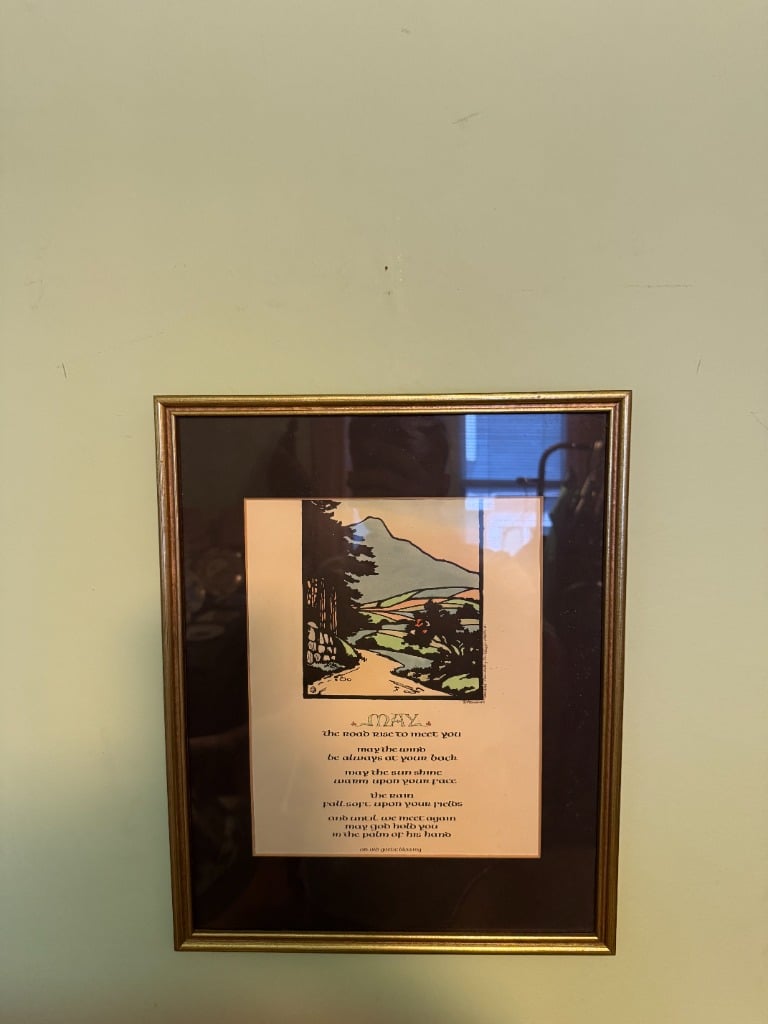 MAY
the road rise to meet you
may the wind
be always at your back
may the sun shine
warm upon your face
the rain
fall soft upon your fields
and until we meet again
may god hold you
in the palm of his hand
an old gaelic blessing